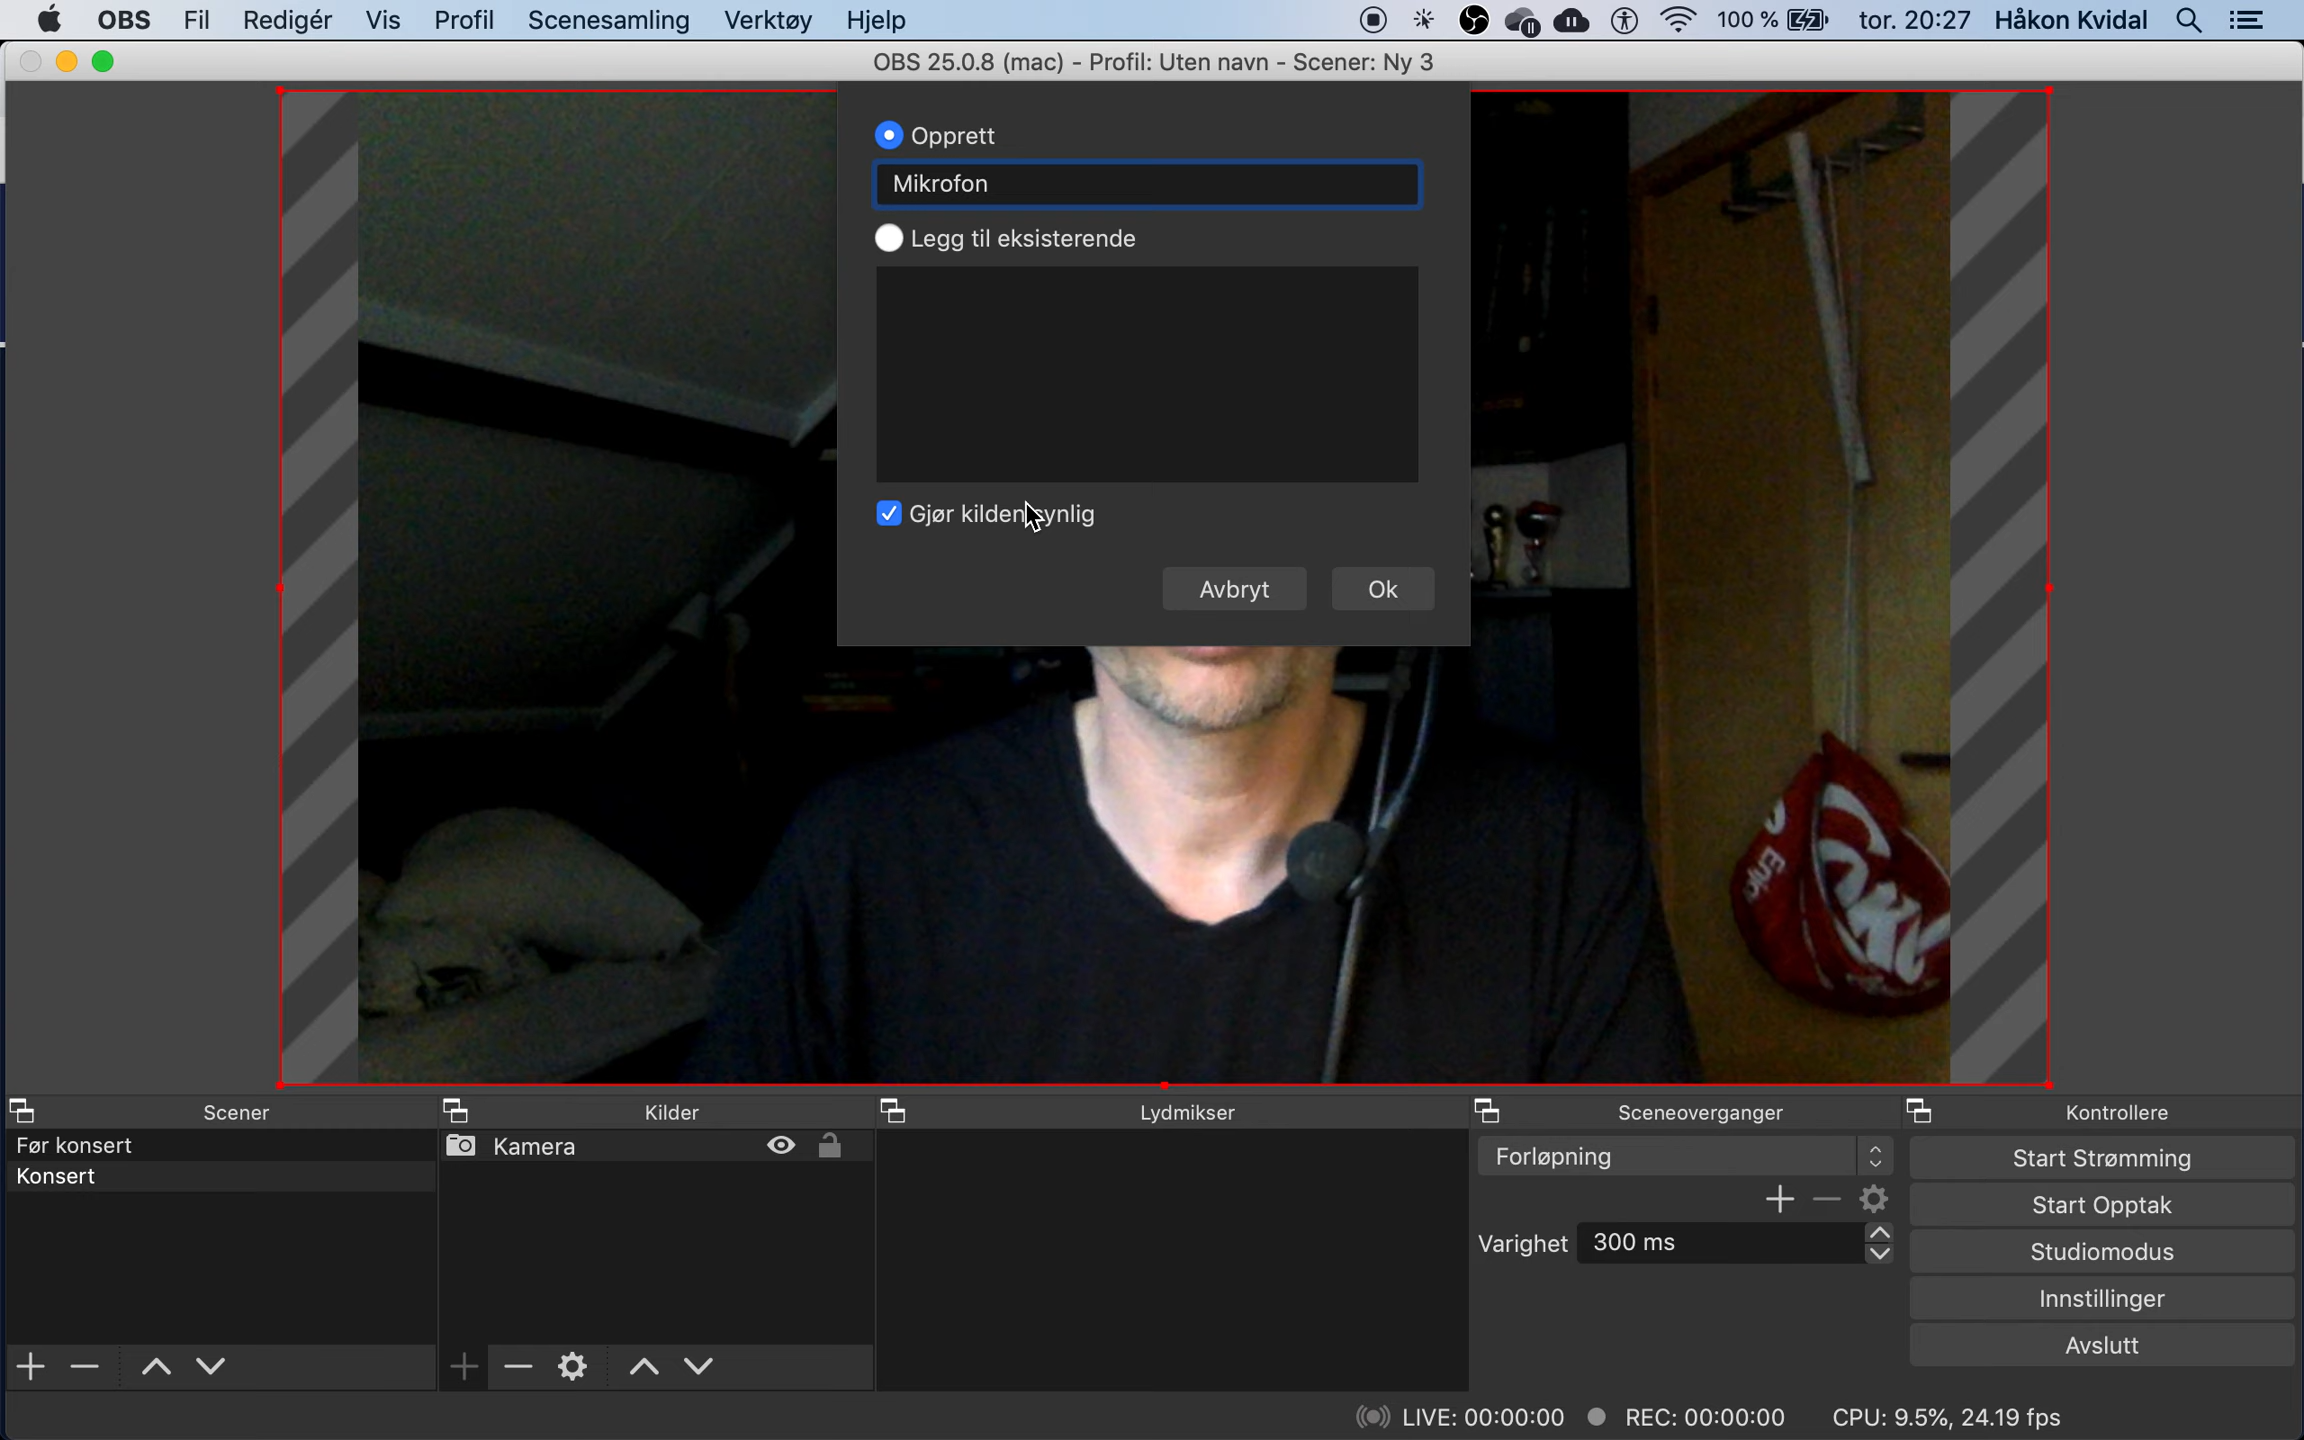 OBS Fil Redigér Vis Profil Scenesamling Verktøy Hjelp 100 % tor. 20:27 Håkon Kvidal
OBS 25.0.8 (mac) - Profil: Uten navn - Scener: Ny 3
Opprett
Mikrofon
Legg til eksisterende
Gjør kilden synlig
Avbryt Ok
Enjo
Scener
Før konsert
Konsert
Kilder
Kamera
Lydmikser
Sceneoverganger
Forløpning
Varighet 300 ms
Kontrollere
Start Strømming
Start Opptak
Studiomodus
Innstillinger
Avslutt
LIVE: 00:00:00 REC: 00:00:00 CPU: 9.5%, 24.19 fps